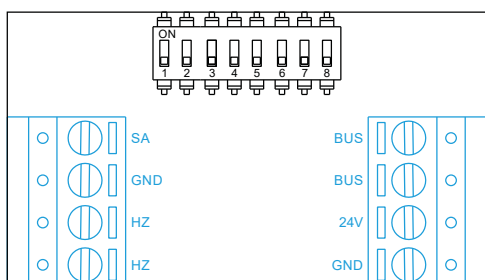 ON
1 2 3 4 5 6 7 8
SA BUS
GND BUS
HZ 24V
HZ GND